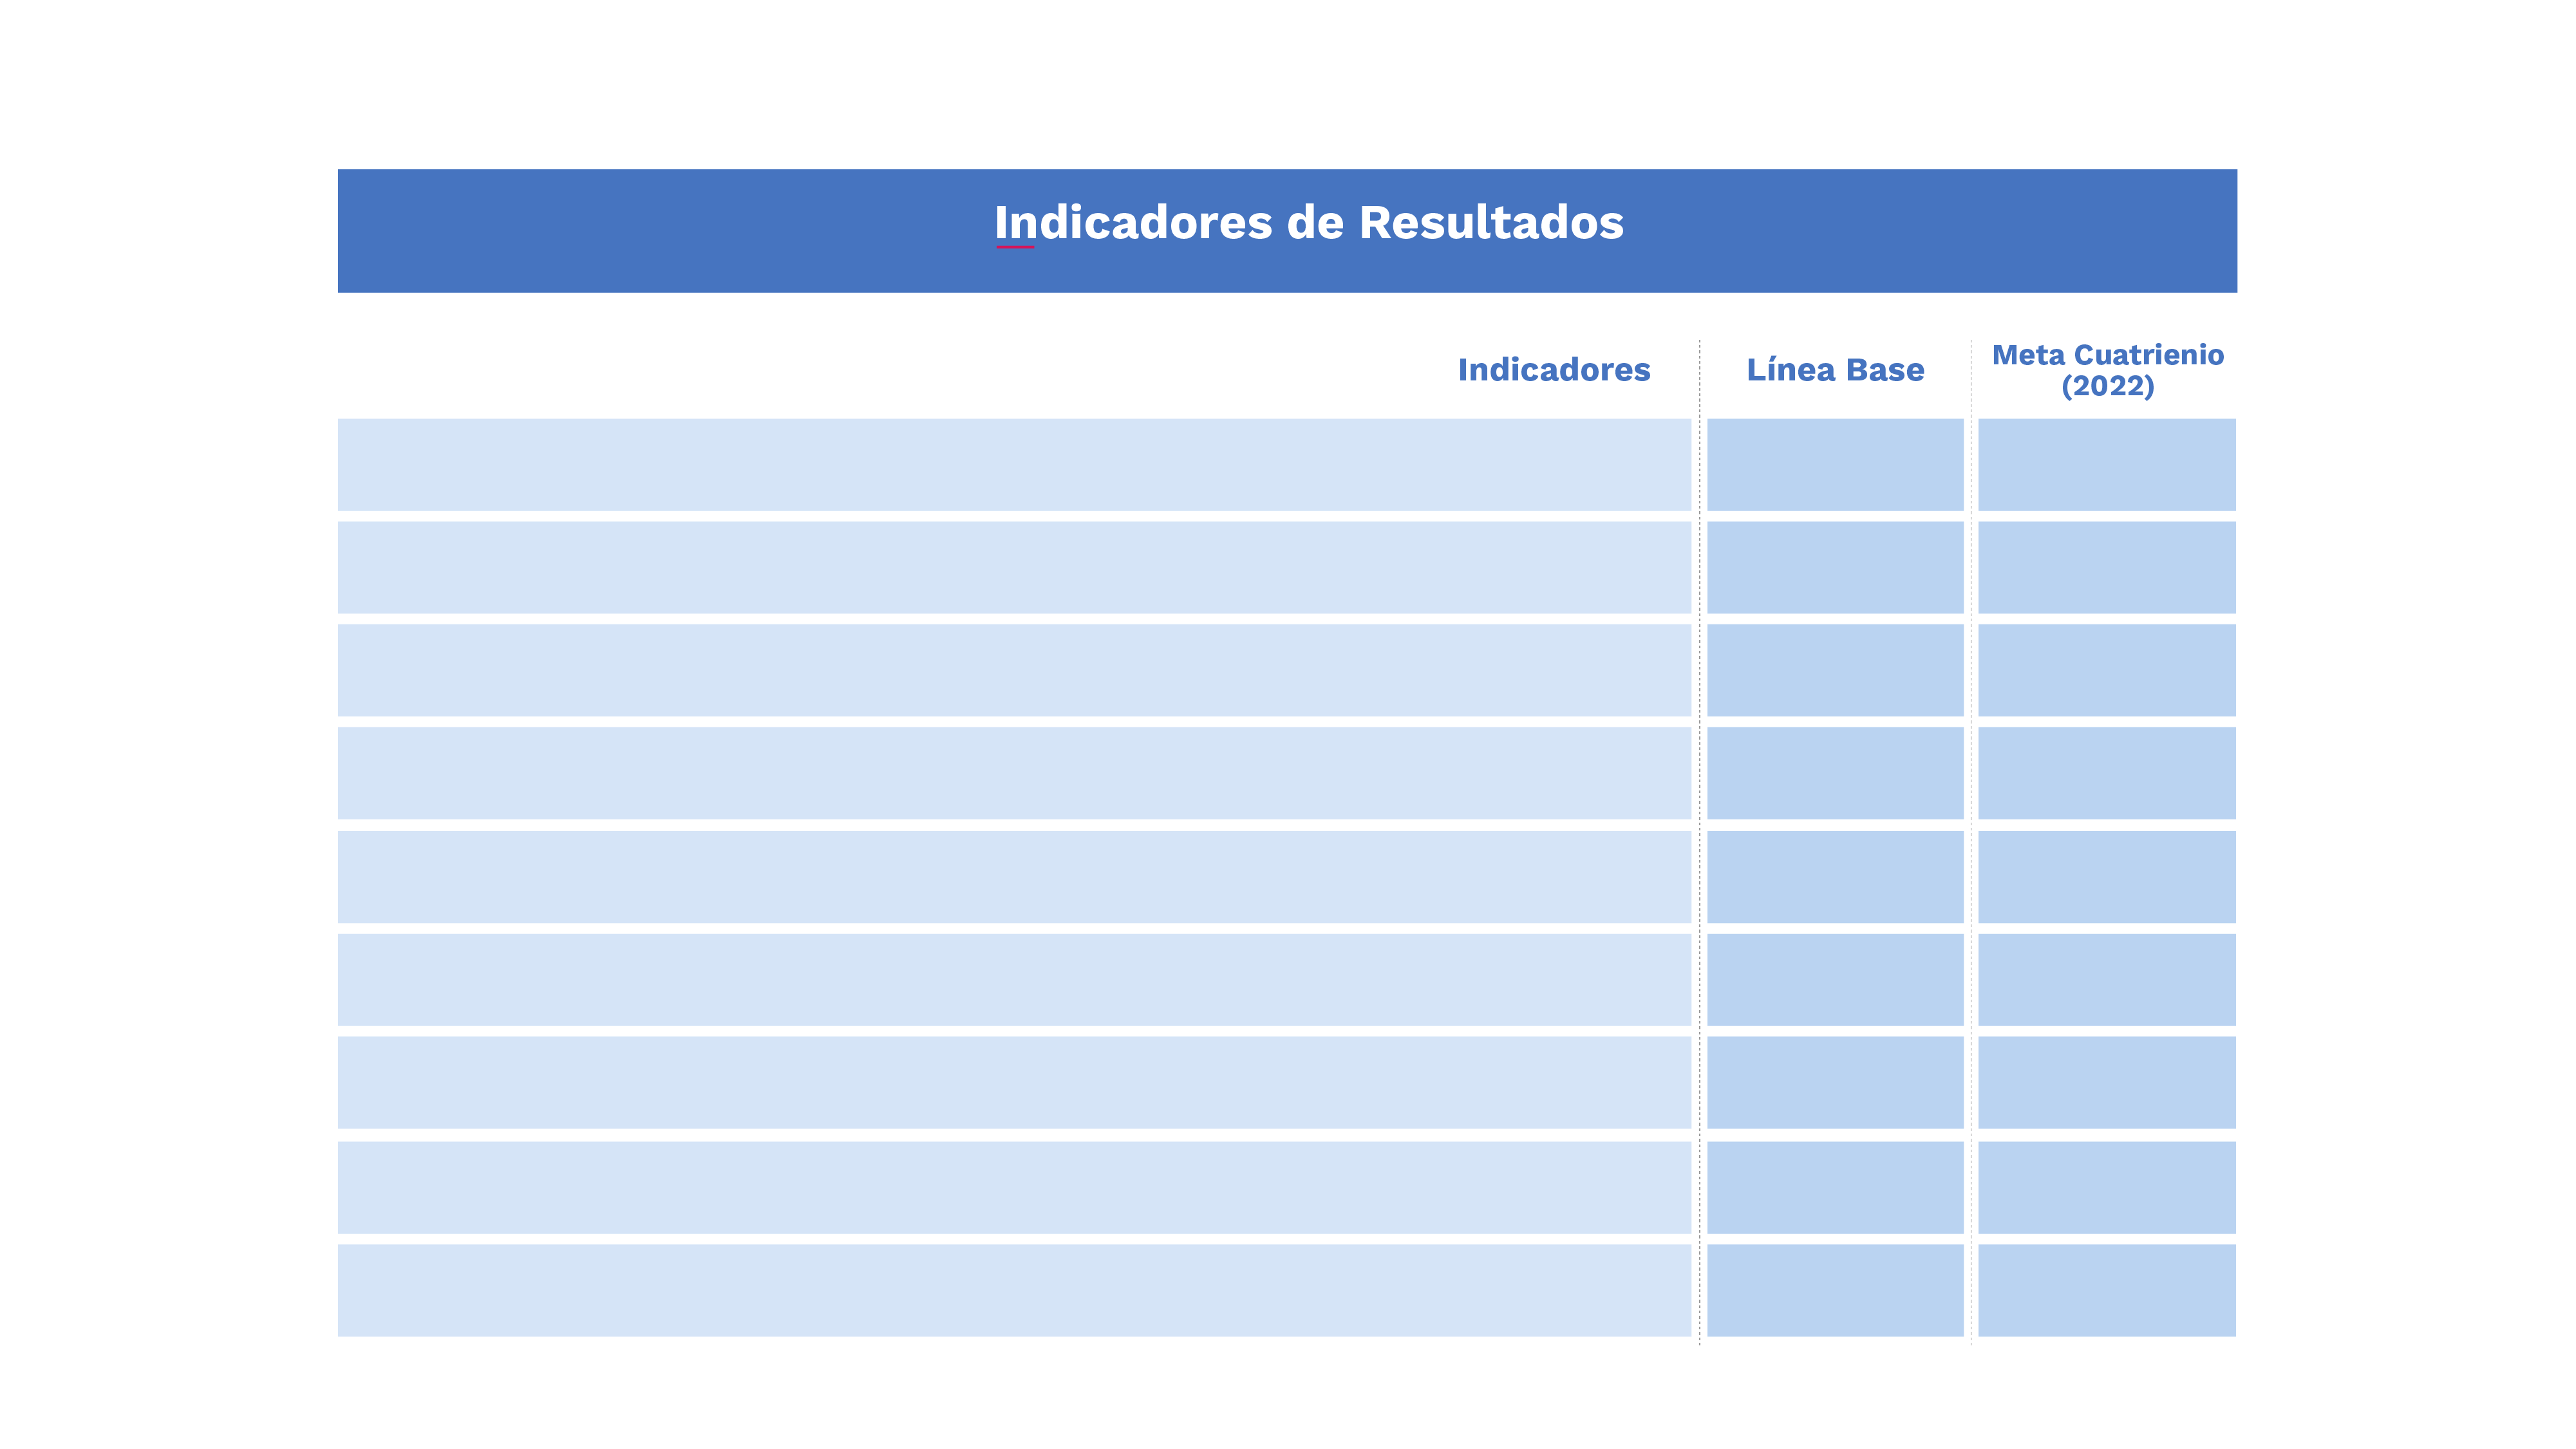 Indicadores de Resultados
Indicadores
Línea Base
Meta Cuatrienio
(2022)